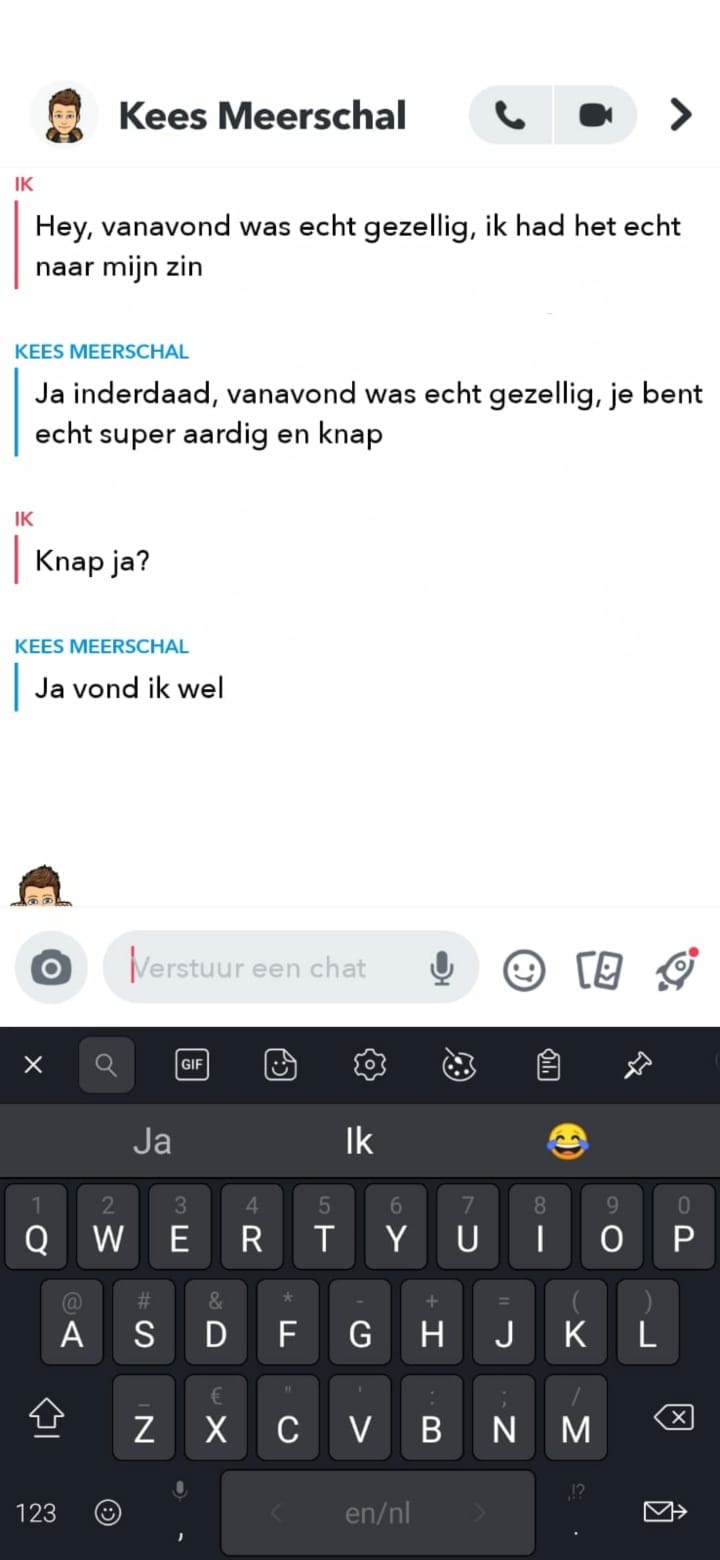 Kees Meerschal
IK
Hey, vanavond was echt gezellig, ik had het echt
naar mijn zin
KEES MEERSCHAL
Ja inderdaad, vanavond was echt gezellig, je bent
echt super aardig en knap
IK
Knap ja?
KEES MEERSCHAL
Ja vond ik wel
Verstuur een chat
GIF
Ja Ik 😂
1 2 3 4 5 6 7 8 9 0
Q W E R T Y U I O P
@ # & * - + = ( )
A S D F G H J K L
_ € " ' : ; /
Z X C V B N M
123 , en/nl ,!? .